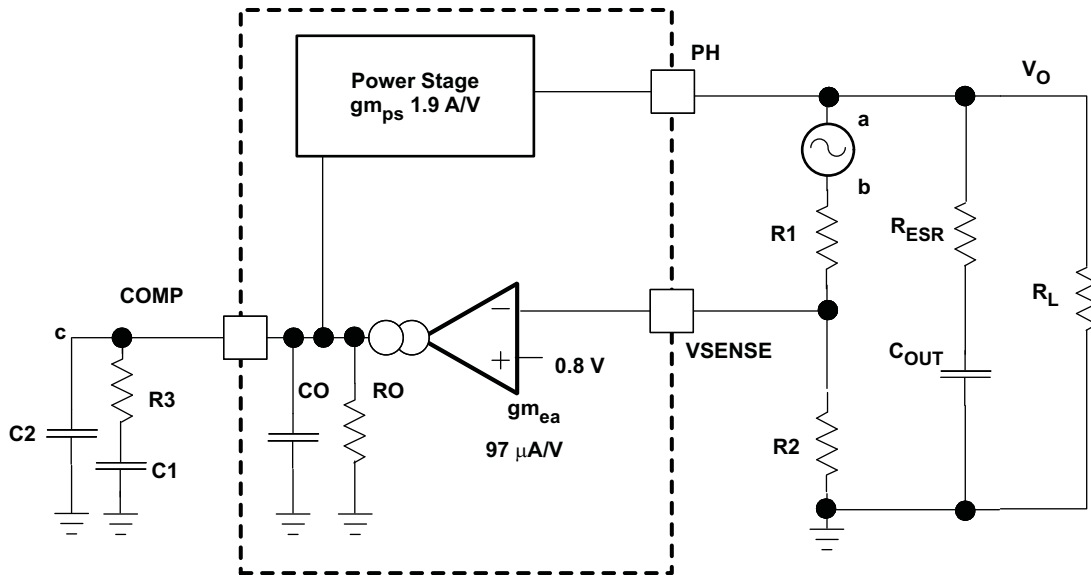 Power Stage
gm_ps 1.9 A/V
PH
V_O
a
b
R1
R_ESR
R_L
COMP
c
VSENSE
−
+
0.8 V
CO
RO
gm_ea
97 μA/V
C_OUT
R3
C2
C1
R2